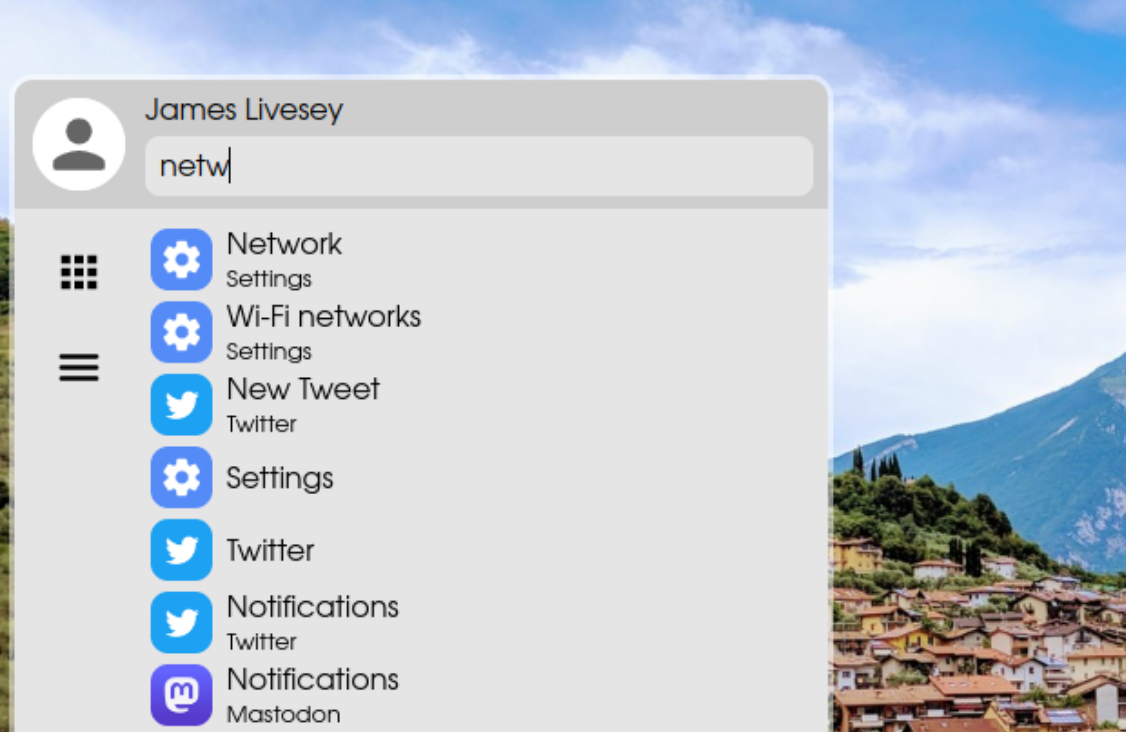 James Livesey
netw
Network
Settings
Wi-Fi networks
Settings
New Tweet
Twitter
Settings
Twitter
Notifications
Twitter
Notifications
Mastodon